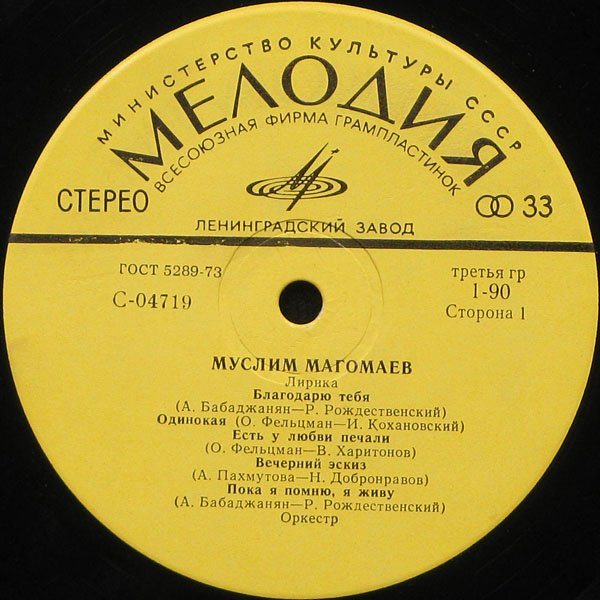 МИНИСТЕРСТВО КУЛЬТУРЫ СССР
МЕЛОДИЯ
ВСЕСОЮЗНАЯ ФИРМА ГРАМПЛАСТИНОК
СТЕРЕО
33
ЛЕНИНГРАДСКИЙ ЗАВОД
ГОСТ 5289-73
третья гр
С-04719
1-90
Сторона 1
МУСЛИМ МАГОМАЕВ
Лирика
Благодарю тебя
(А. Бабаджанян—Р. Рождественский)
Одинокая (О. Фельцман—И. Кохановский)
Есть у любви печали
(О. Фельцман—В. Харитонов)
Вечерний эскиз
(А. Пахмутова—Н. Добронравов)
Пока я помню, я живу
(А. Бабаджанян—Р. Рождественский)
Оркестр